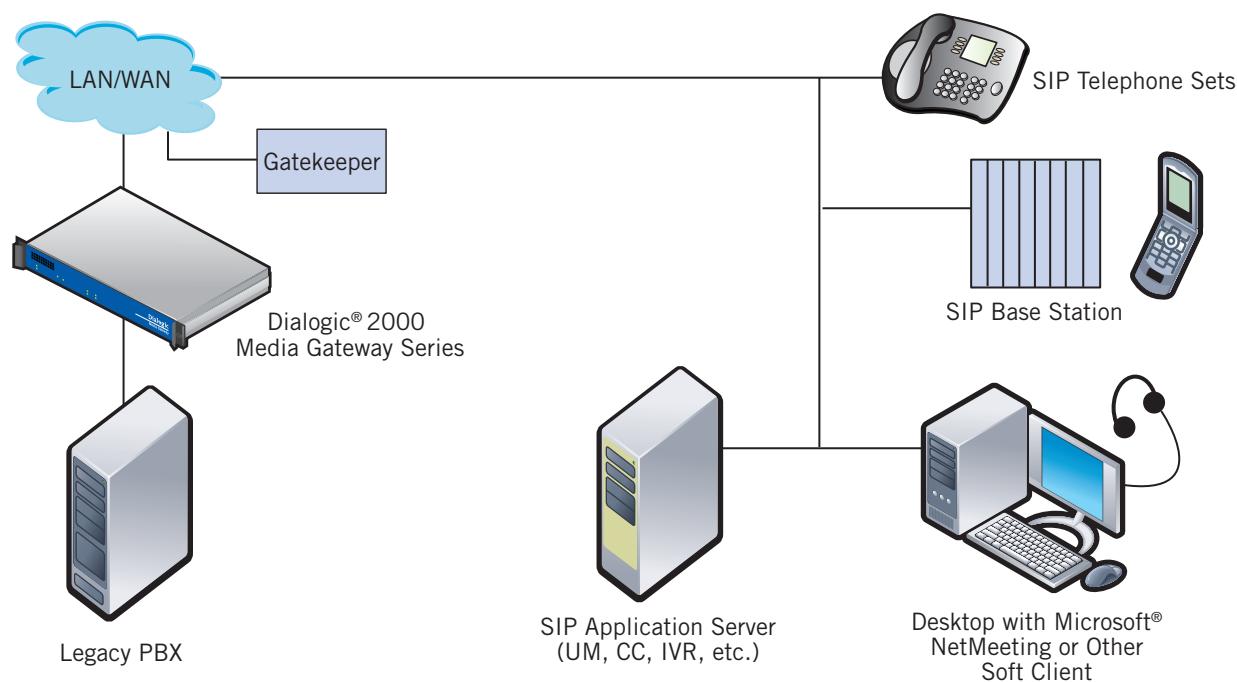 LAN/WAN
SIP Telephone Sets
Gatekeeper
Dialogic® 2000
Media Gateway Series
Dialogic
SIP Base Station
Legacy PBX
SIP Application Server
(UM, CC, IVR, etc.)
Desktop with Microsoft®
NetMeeting or Other
Soft Client